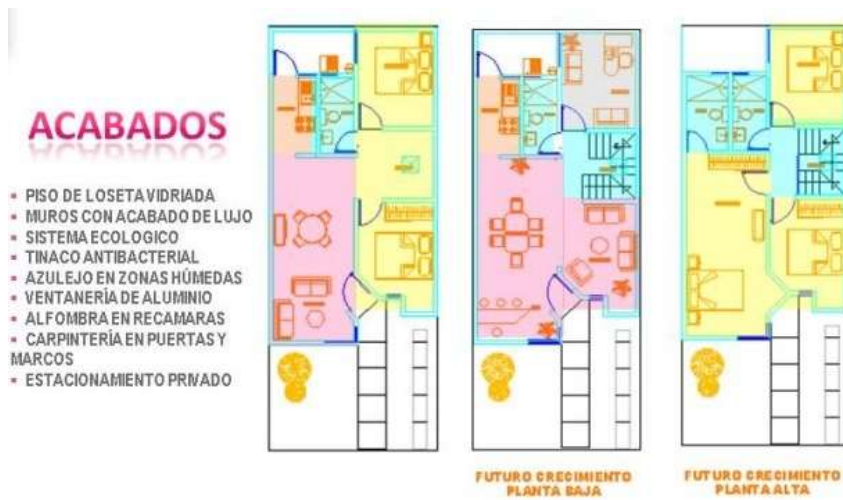 ACABADOS
▪ PISO DE LOSETA VIDRIADA
▪ MUROS CON ACABADO DE LUJO
▪ SISTEMA ECOLOGICO
▪ TINACO ANTIBACTERIAL
▪ AZULEJO EN ZONAS HÚMEDAS
▪ VENTANERÍA DE ALUMINIO
▪ ALFOMBRA EN RECAMARAS
▪ CARPINTERÍA EN PUERTAS Y
MARCOS
▪ ESTACIONAMIENTO PRIVADO
FUTURO CRECIMIENTO
PLANTA BAJA
FUTURO CRECIMIENTO
PLANTA ALTA